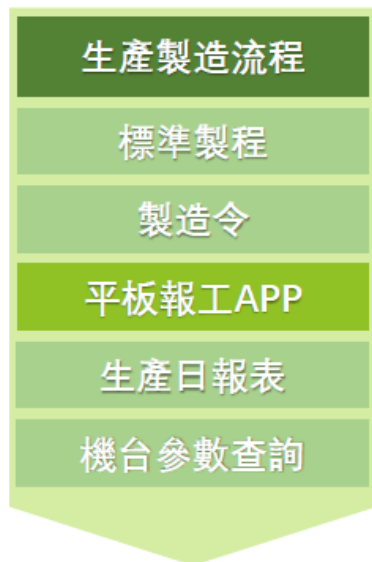 生產製造流程
標準製程
製造令
平板報工APP
生產日報表
機台參數查詢